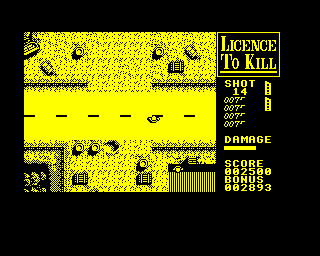 LICENCE
TO KILL
SHOT
14
007
007
007
007
DAMAGE
SCORE
002500
BONUS
002893